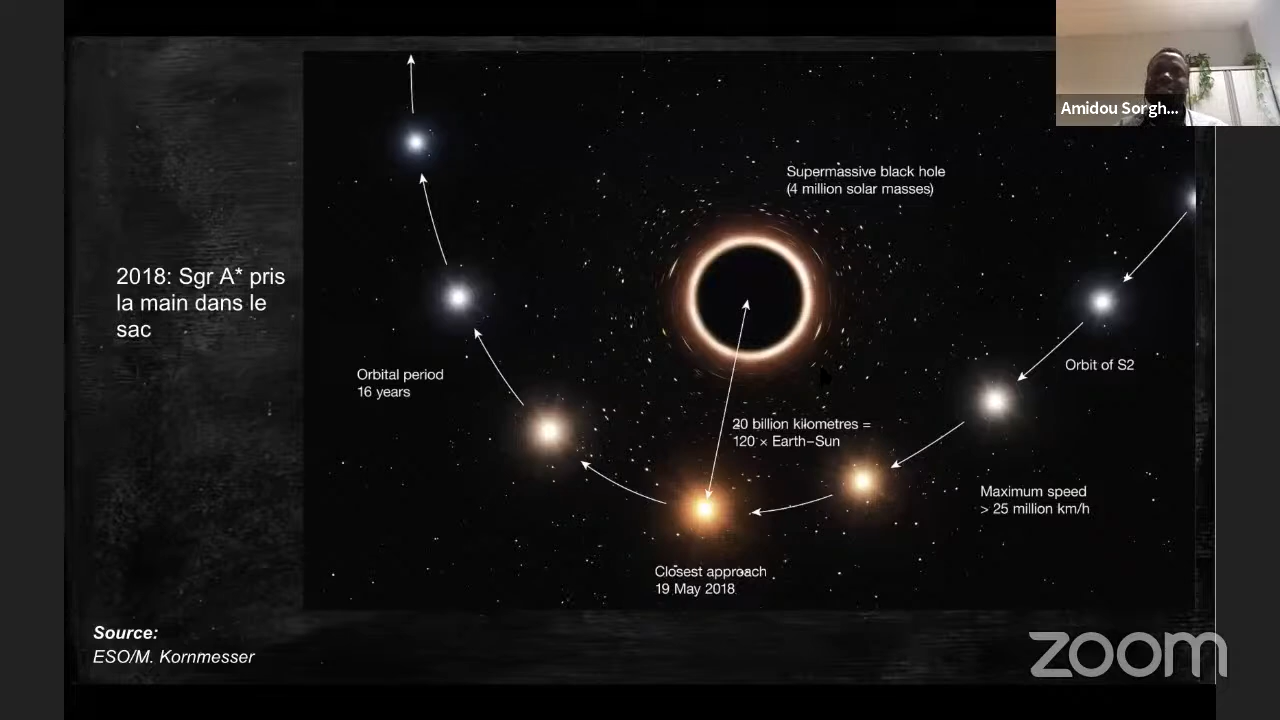 Amidou Sorgh...
2018: Sgr A* pris
la main dans le
sac
Supermassive black hole
(4 million solar masses)
Orbit of S2
Orbital period
16 years
20 billion kilometres =
120 × Earth–Sun
Maximum speed
> 25 million km/h
Closest approach
19 May 2018
Source:
ESO/M. Kornmesser
zoom